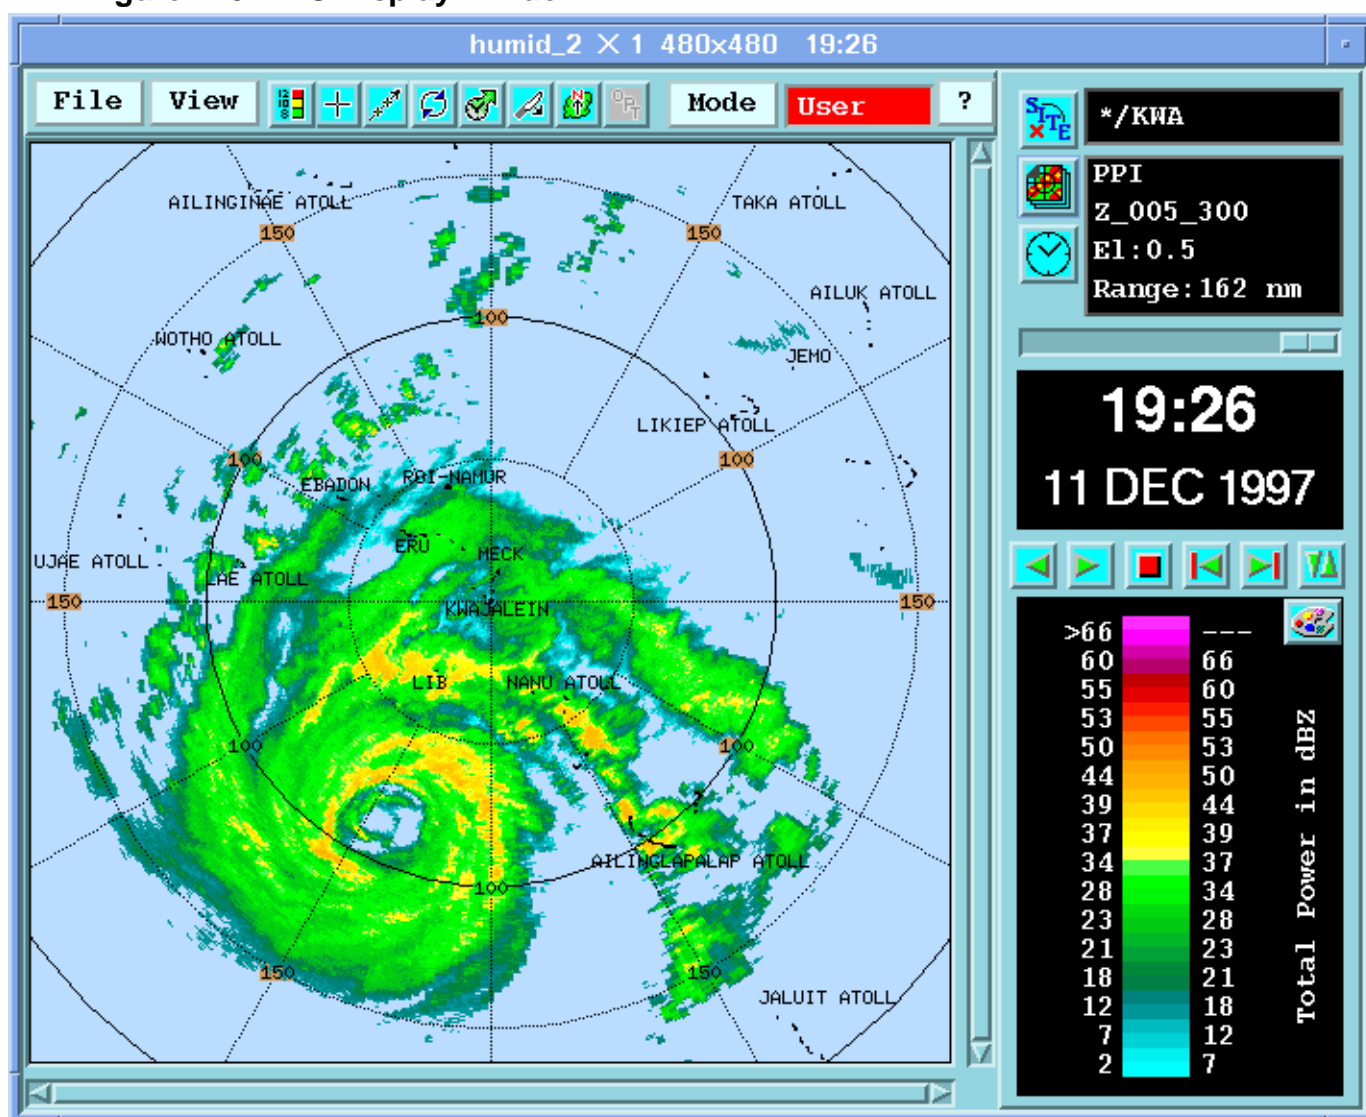 humid_2 X 1 480x480 19:26
File View Mode User ?
SITE
*/KWA
PPI
Z_005_300
El:0.5
Range:162 nm
19:26
11 DEC 1997
AILINGINAE ATOLL
TAKA ATOLL
150
150
AILUK ATOLL
100
WOTHO ATOLL
JEMO
LIKIEP ATOLL
100
100
ROI-NAMUR
EBADON
ERU
MECK
UJAE ATOLL
LAE ATOLL
150
KWAJALEIN
150
LIB
NANU ATOLL
100
100
AILINGLAPALAP ATOLL
100
150
150
JALUIT ATOLL
>66 ---
60 66
55 60
53 55
50 53
44 50
39 44
37 39
34 37
28 34
23 28
21 23
18 21
12 18
7 12
2 7
Total Power in dBZ